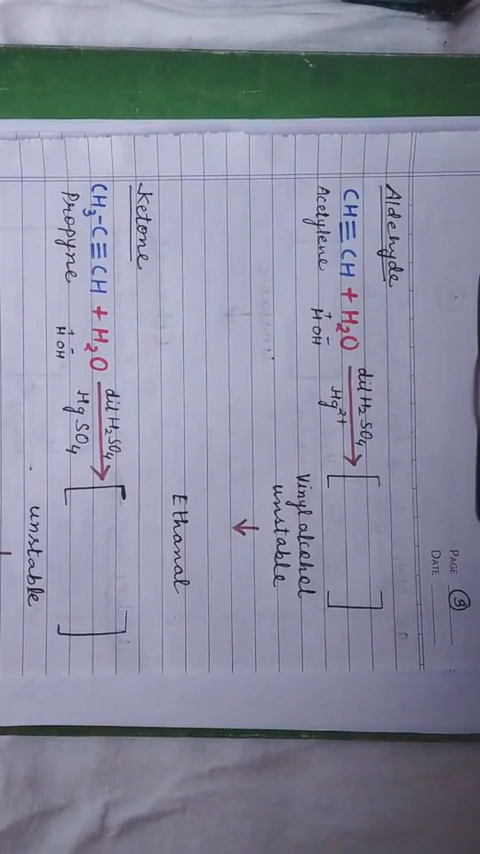 PAGE 9
DATE
Aldehyde
CH≡CH + H₂O dil H₂SO₄ → [ ]
Acetylene H⁺ OH⁻ Hg²⁺
Vinyl alcohal
unstable
↓
Ethanal
Ketone
CH₃-C≡CH + H₂O dil H₂SO₄ → [ ]
Propyne H⁺ OH⁻ HgSO₄
unstable